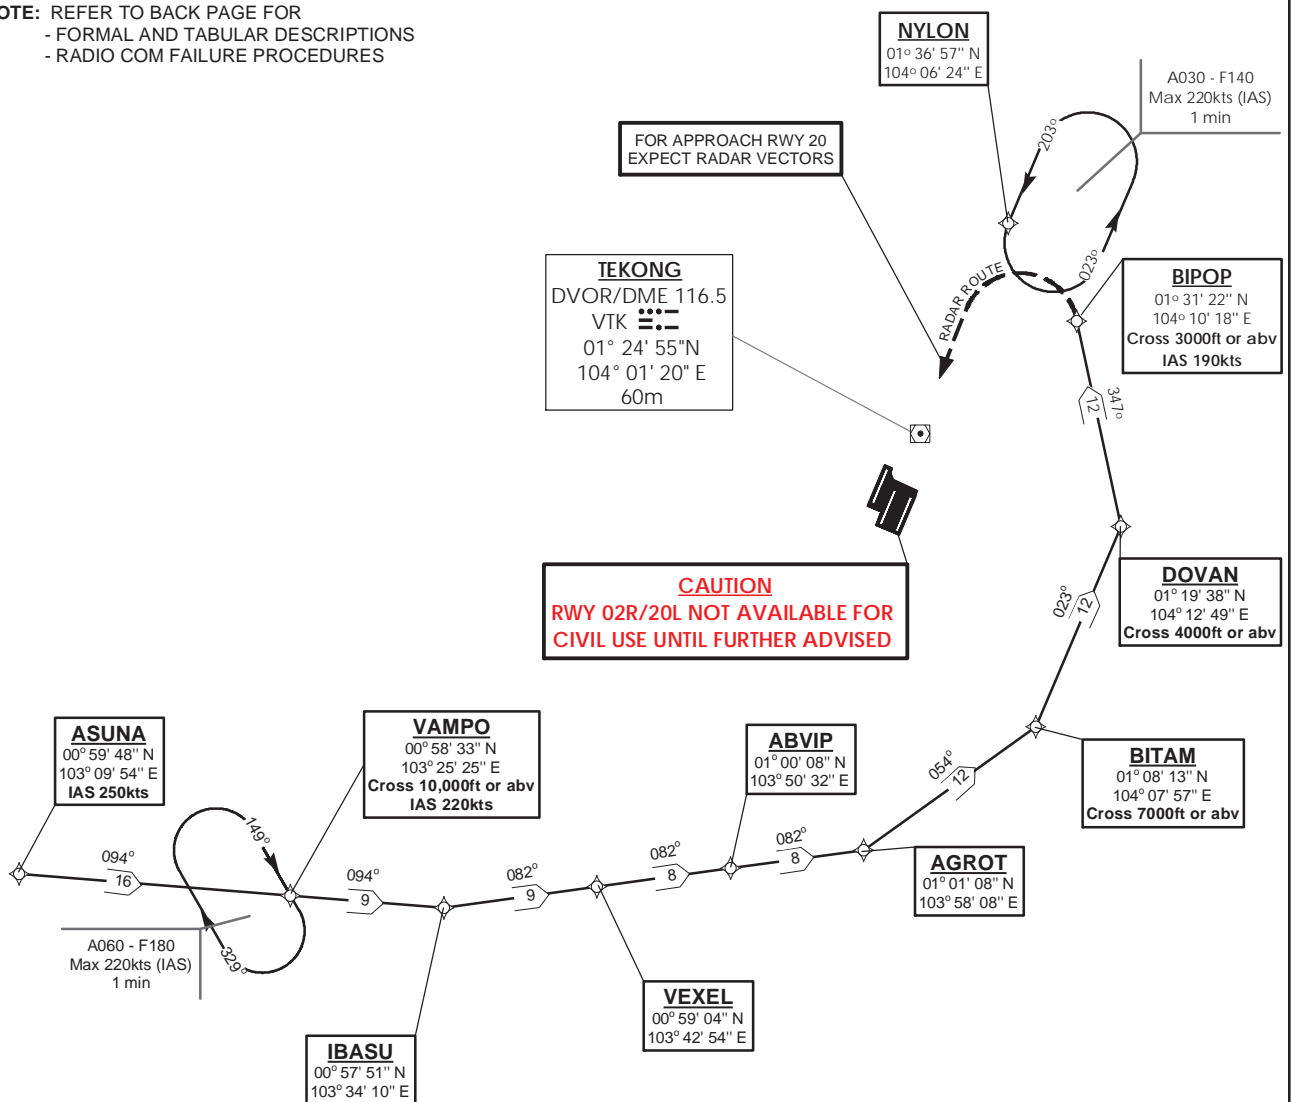 OTE: REFER TO BACK PAGE FOR
- FORMAL AND TABULAR DESCRIPTIONS
- RADIO COM FAILURE PROCEDURES
NYLON
01° 36' 57" N
104° 06' 24" E
A030 - F140
Max 220kts (IAS)
1 min
FOR APPROACH RWY 20
EXPECT RADAR VECTORS
203°
023°
RADAR ROUTE
TEKONG
DVOR/DME 116.5
VTK
01° 24' 55"N
104° 01' 20" E
60m
BIPOP
01° 31' 22" N
104° 10' 18" E
Cross 3000ft or abv
IAS 190kts
347°
12
CAUTION
RWY 02R/20L NOT AVAILABLE FOR
CIVIL USE UNTIL FURTHER ADVISED
DOVAN
01° 19' 38" N
104° 12' 49" E
Cross 4000ft or abv
023°
12
ASUNA
00° 59' 48" N
103° 09' 54" E
IAS 250kts
VAMPO
00° 58' 33" N
103° 25' 25" E
Cross 10,000ft or abv
IAS 220kts
ABVIP
01° 00' 08" N
103° 50' 32" E
BITAM
01° 08' 13" N
104° 07' 57" E
Cross 7000ft or abv
054°
12
149°
329°
094°
16
094°
9
082°
9
082°
8
082°
8
AGROT
01° 01' 08" N
103° 58' 08" E
A060 - F180
Max 220kts (IAS)
1 min
VEXEL
00° 59' 04" N
103° 42' 54" E
IBASU
00° 57' 51" N
103° 34' 10" E